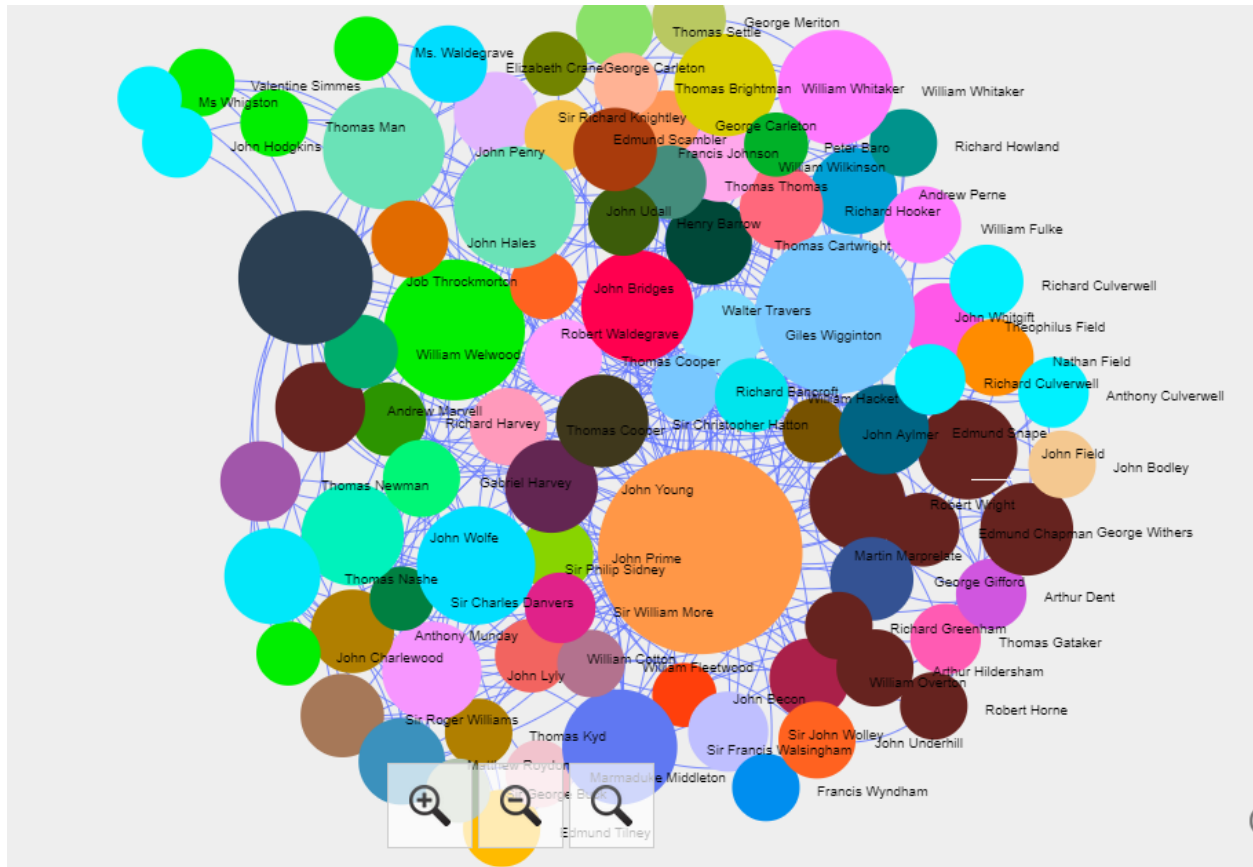 George Meriton
Thomas Settle
Ms. Waldegrave
Elizabeth Crane
George Carleton
Valentine Simmes
Thomas Brightman
William Whitaker
William Whitaker
Ms Whigston
Sir Richard Knightley
Thomas Man
George Carleton
Edmund Scambler
John Hodgkins
John Penry
Francis Johnson
Peter Baro
Richard Howland
William Wilkinson
Thomas Thomas
Andrew Perne
John Udall
Richard Hooker
Henry Barrow
William Fulke
John Hales
Thomas Cartwright
Job Throckmorton
John Bridges
Richard Culverwell
Walter Travers
John Whitgift
Theophilus Field
Robert Waldegrave
Giles Wigginton
William Welwood
Thomas Cooper
Nathan Field
Richard Culverwell
Richard Bancroft
William Hacket
Anthony Culverwell
Andrew Marvell
Richard Harvey
Thomas Cooper
Sir Christopher Hatton
John Aylmer
Edmund Snape
John Field
John Bodley
Thomas Newman
Gabriel Harvey
John Young
Robert Wright
John Wolfe
Edmund Chapman
George Withers
John Prime
Martin Marprelate
Sir Philip Sidney
Thomas Nashe
George Gifford
Arthur Dent
Sir Charles Danvers
Sir William More
Anthony Munday
Richard Greenham
Thomas Gataker
John Charlewood
William Cotton
William Fleetwood
Arthur Hildersham
John Lyly
William Overton
John Becon
Robert Horne
Sir Roger Williams
Thomas Kyd
Sir John Wolley
John Underhill
Sir Francis Walsingham
Matthew Roydon
Marmaduke Middleton
Francis Wyndham
Sir George Buck
Edmund Tilney